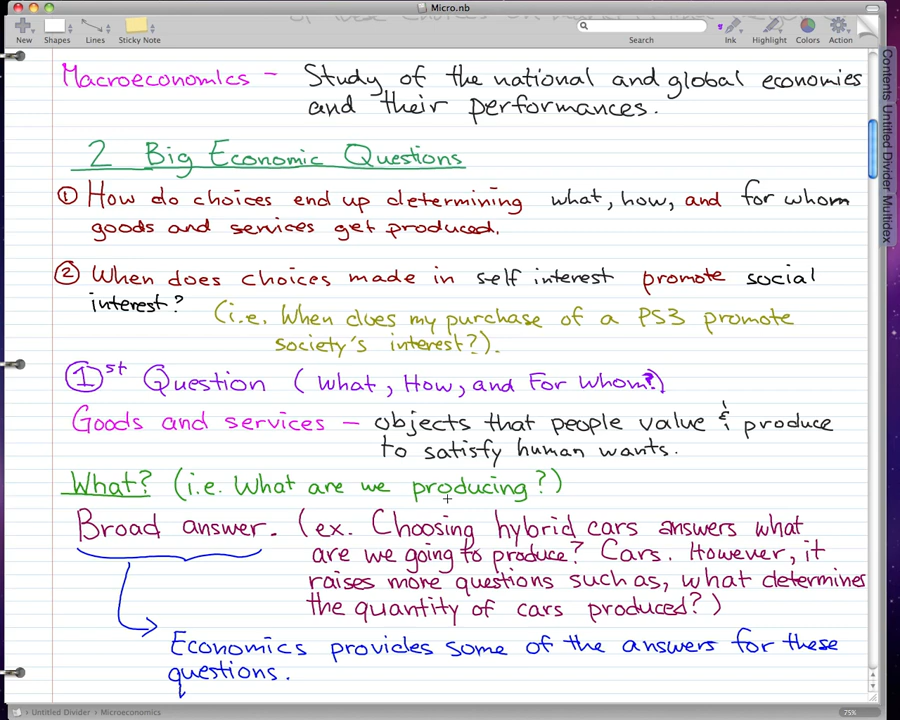 Micro.nb
New Shapes Lines Sticky Note Search Ink Highlight Colors Action
Macroeconomics - Study of the national and global economies
and their performances.
2 Big Economic Questions
① How do choices end up determining what, how, and for whom
goods and services get produced.
② When does choices made in self interest promote social
interest? (i.e. When does my purchase of a PS3 promote
society's interest?).
①st Question (What, How, and For Whom?)
Goods and services - objects that people value & produce
to satisfy human wants.
What? (i.e. What are we producing?)
Broad answer. (ex. Choosing hybrid cars answers what
are we going to produce? Cars. However, it
raises more questions such as, what determines
the quantity of cars produced?)
Economics provides some of the answers for these
questions.
Contents Untitled Divider Multidex
Untitled Divider › Microeconomics
75%